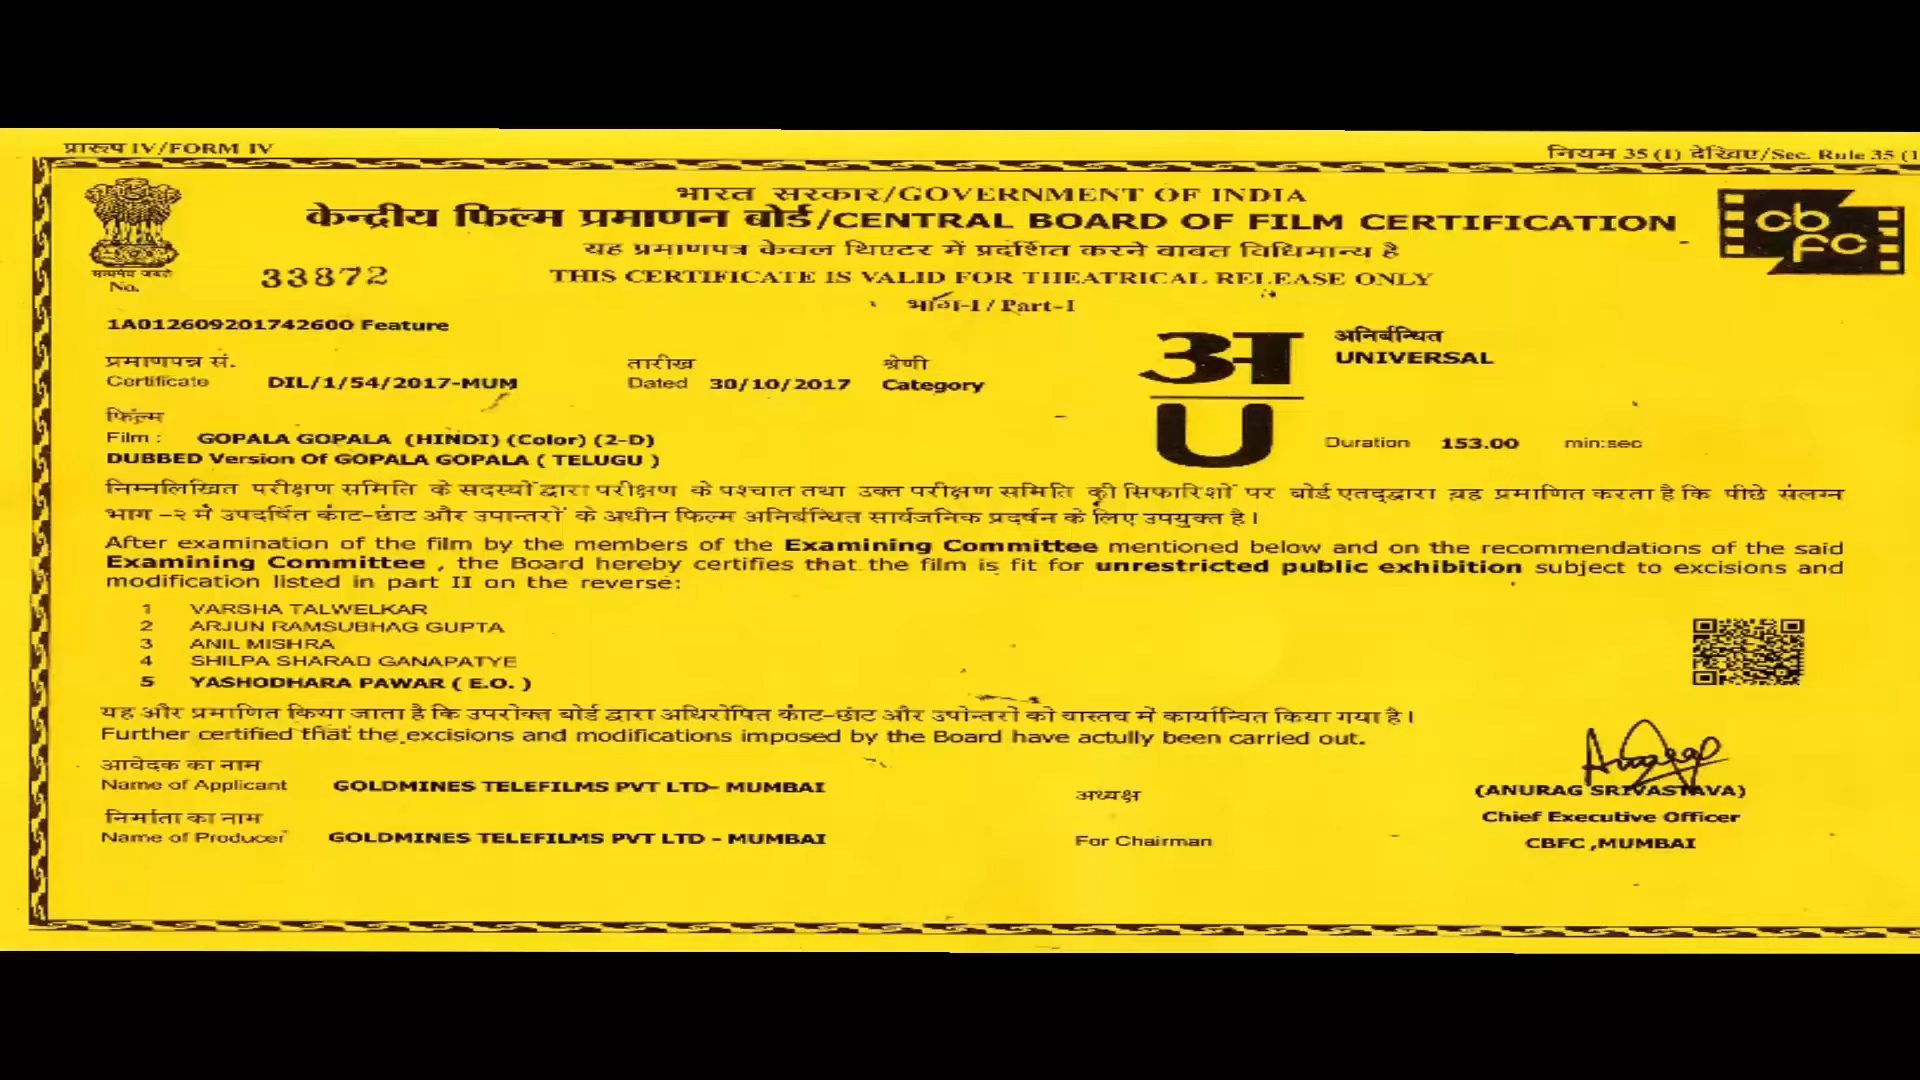 प्रारूप IV/FORM IV
नियम 35 (1) देखिए/Sec. Rule 35 (1
भारत सरकार/GOVERNMENT OF INDIA
केन्द्रीय फिल्म प्रमाणन बोर्ड/CENTRAL BOARD OF FILM CERTIFICATION
यह प्रमाणपत्र केवल थिएटर में प्रदर्शित करने वाबत विधिमान्य है
cb
fc
सत्यमेव जयते
No. 33872
THIS CERTIFICATE IS VALID FOR THEATRICAL RELEASE ONLY
भाग-I / Part-I
1A012609201742600 Feature
अ
अनिर्बन्धित
UNIVERSAL
प्रमाणपत्र सं. तारीख श्रेणी
Certificate DIL/1/54/2017-MUM Dated 30/10/2017 Category
फिल्म
U
Film : GOPALA GOPALA (HINDI) (Color) (2-D)
Duration 153.00 min:sec
DUBBED Version Of GOPALA GOPALA ( TELUGU )
निम्नलिखित परीक्षण समिति के सदस्यों द्वारा परीक्षण के पश्चात तथा उक्त परीक्षण समिति की सिफारिशों पर बोर्ड एतद्द्वारा यह प्रमाणित करता है कि पीछे संलग्न
भाग -२ में उपदर्षित कांट-छांट और उपान्तरों के अधीन फिल्म अनिर्बन्धित सार्वजनिक प्रदर्षन के लिए उपयुक्त है।
After examination of the film by the members of the Examining Committee mentioned below and on the recommendations of the said
Examining Committee , the Board hereby certifies that the film is fit for unrestricted public exhibition subject to excisions and
modification listed in part II on the reverse:
1 VARSHA TALWELKAR
2 ARJUN RAMSUBHAG GUPTA
3 ANIL MISHRA
4 SHILPA SHARAD GANAPATYE
5 YASHODHARA PAWAR ( E.O. )
यह और प्रमाणित किया जाता है कि उपरोक्त बोर्ड द्वारा अधिरोपित कांट-छांट और उपोन्तरों को वास्तव में कार्यान्वित किया गया है।
Further certified that the excisions and modifications imposed by the Board have actully been carried out.
आवेदक का नाम
Name of Applicant GOLDMINES TELEFILMS PVT LTD- MUMBAI
अध्यक्ष
(ANURAG SRIVASTAVA)
निर्माता का नाम
Chief Executive Officer
Name of Producer GOLDMINES TELEFILMS PVT LTD - MUMBAI
For Chairman
CBFC ,MUMBAI